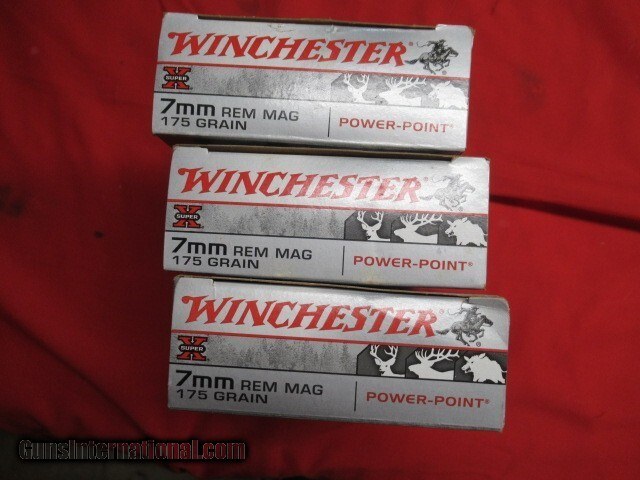 WINCHESTER
SUPER X
7mm REM MAG
175 GRAIN
POWER-POINT®
WINCHESTER
SUPER X
7mm REM MAG
175 GRAIN
POWER-POINT®
WINCHESTER
SUPER X
7mm REM MAG
175 GRAIN
POWER-POINT®
GunsInternational.com